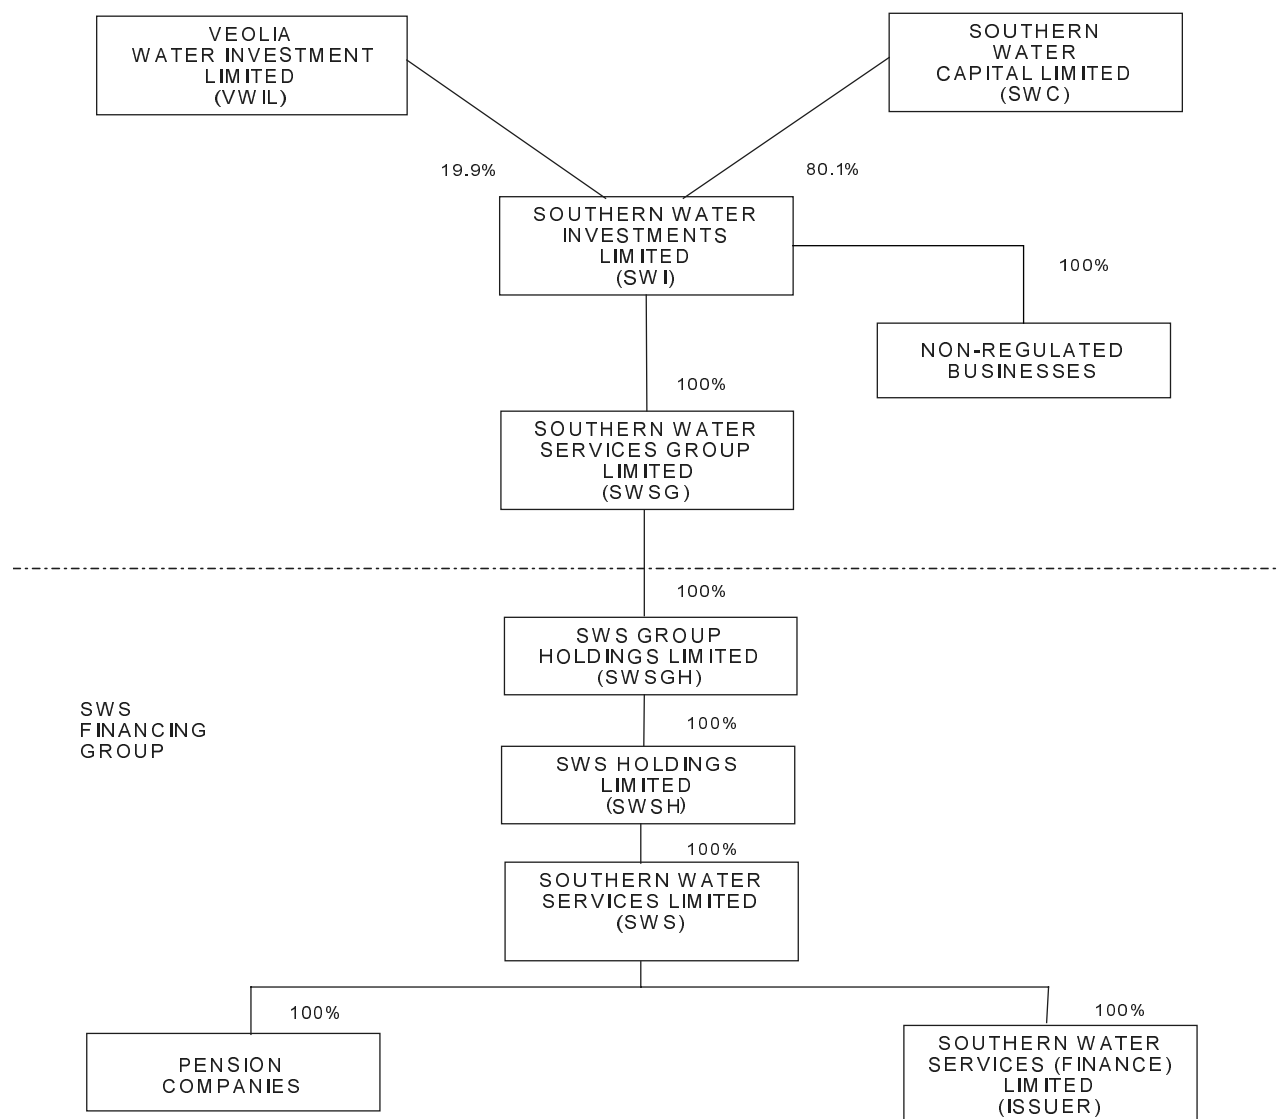 VEOLIA
WATER INVESTMENT
LIMITED
(VWIL)
SOUTHERN
WATER
CAPITAL LIMITED
(SWC)
19.9%
80.1%
SOUTHERN WATER
INVESTMENTS
LIMITED
(SWI)
100%
NON-REGULATED
BUSINESSES
100%
SOUTHERN WATER
SERVICES GROUP
LIMITED
(SWSG)
100%
SWS GROUP
HOLDINGS LIMITED
(SWSGH)
SWS
FINANCING
GROUP
100%
SWS HOLDINGS
LIMITED
(SWSH)
100%
SOUTHERN WATER
SERVICES LIMITED
(SWS)
100%
100%
PENSION
COMPANIES
SOUTHERN WATER
SERVICES (FINANCE)
LIMITED
(ISSUER)